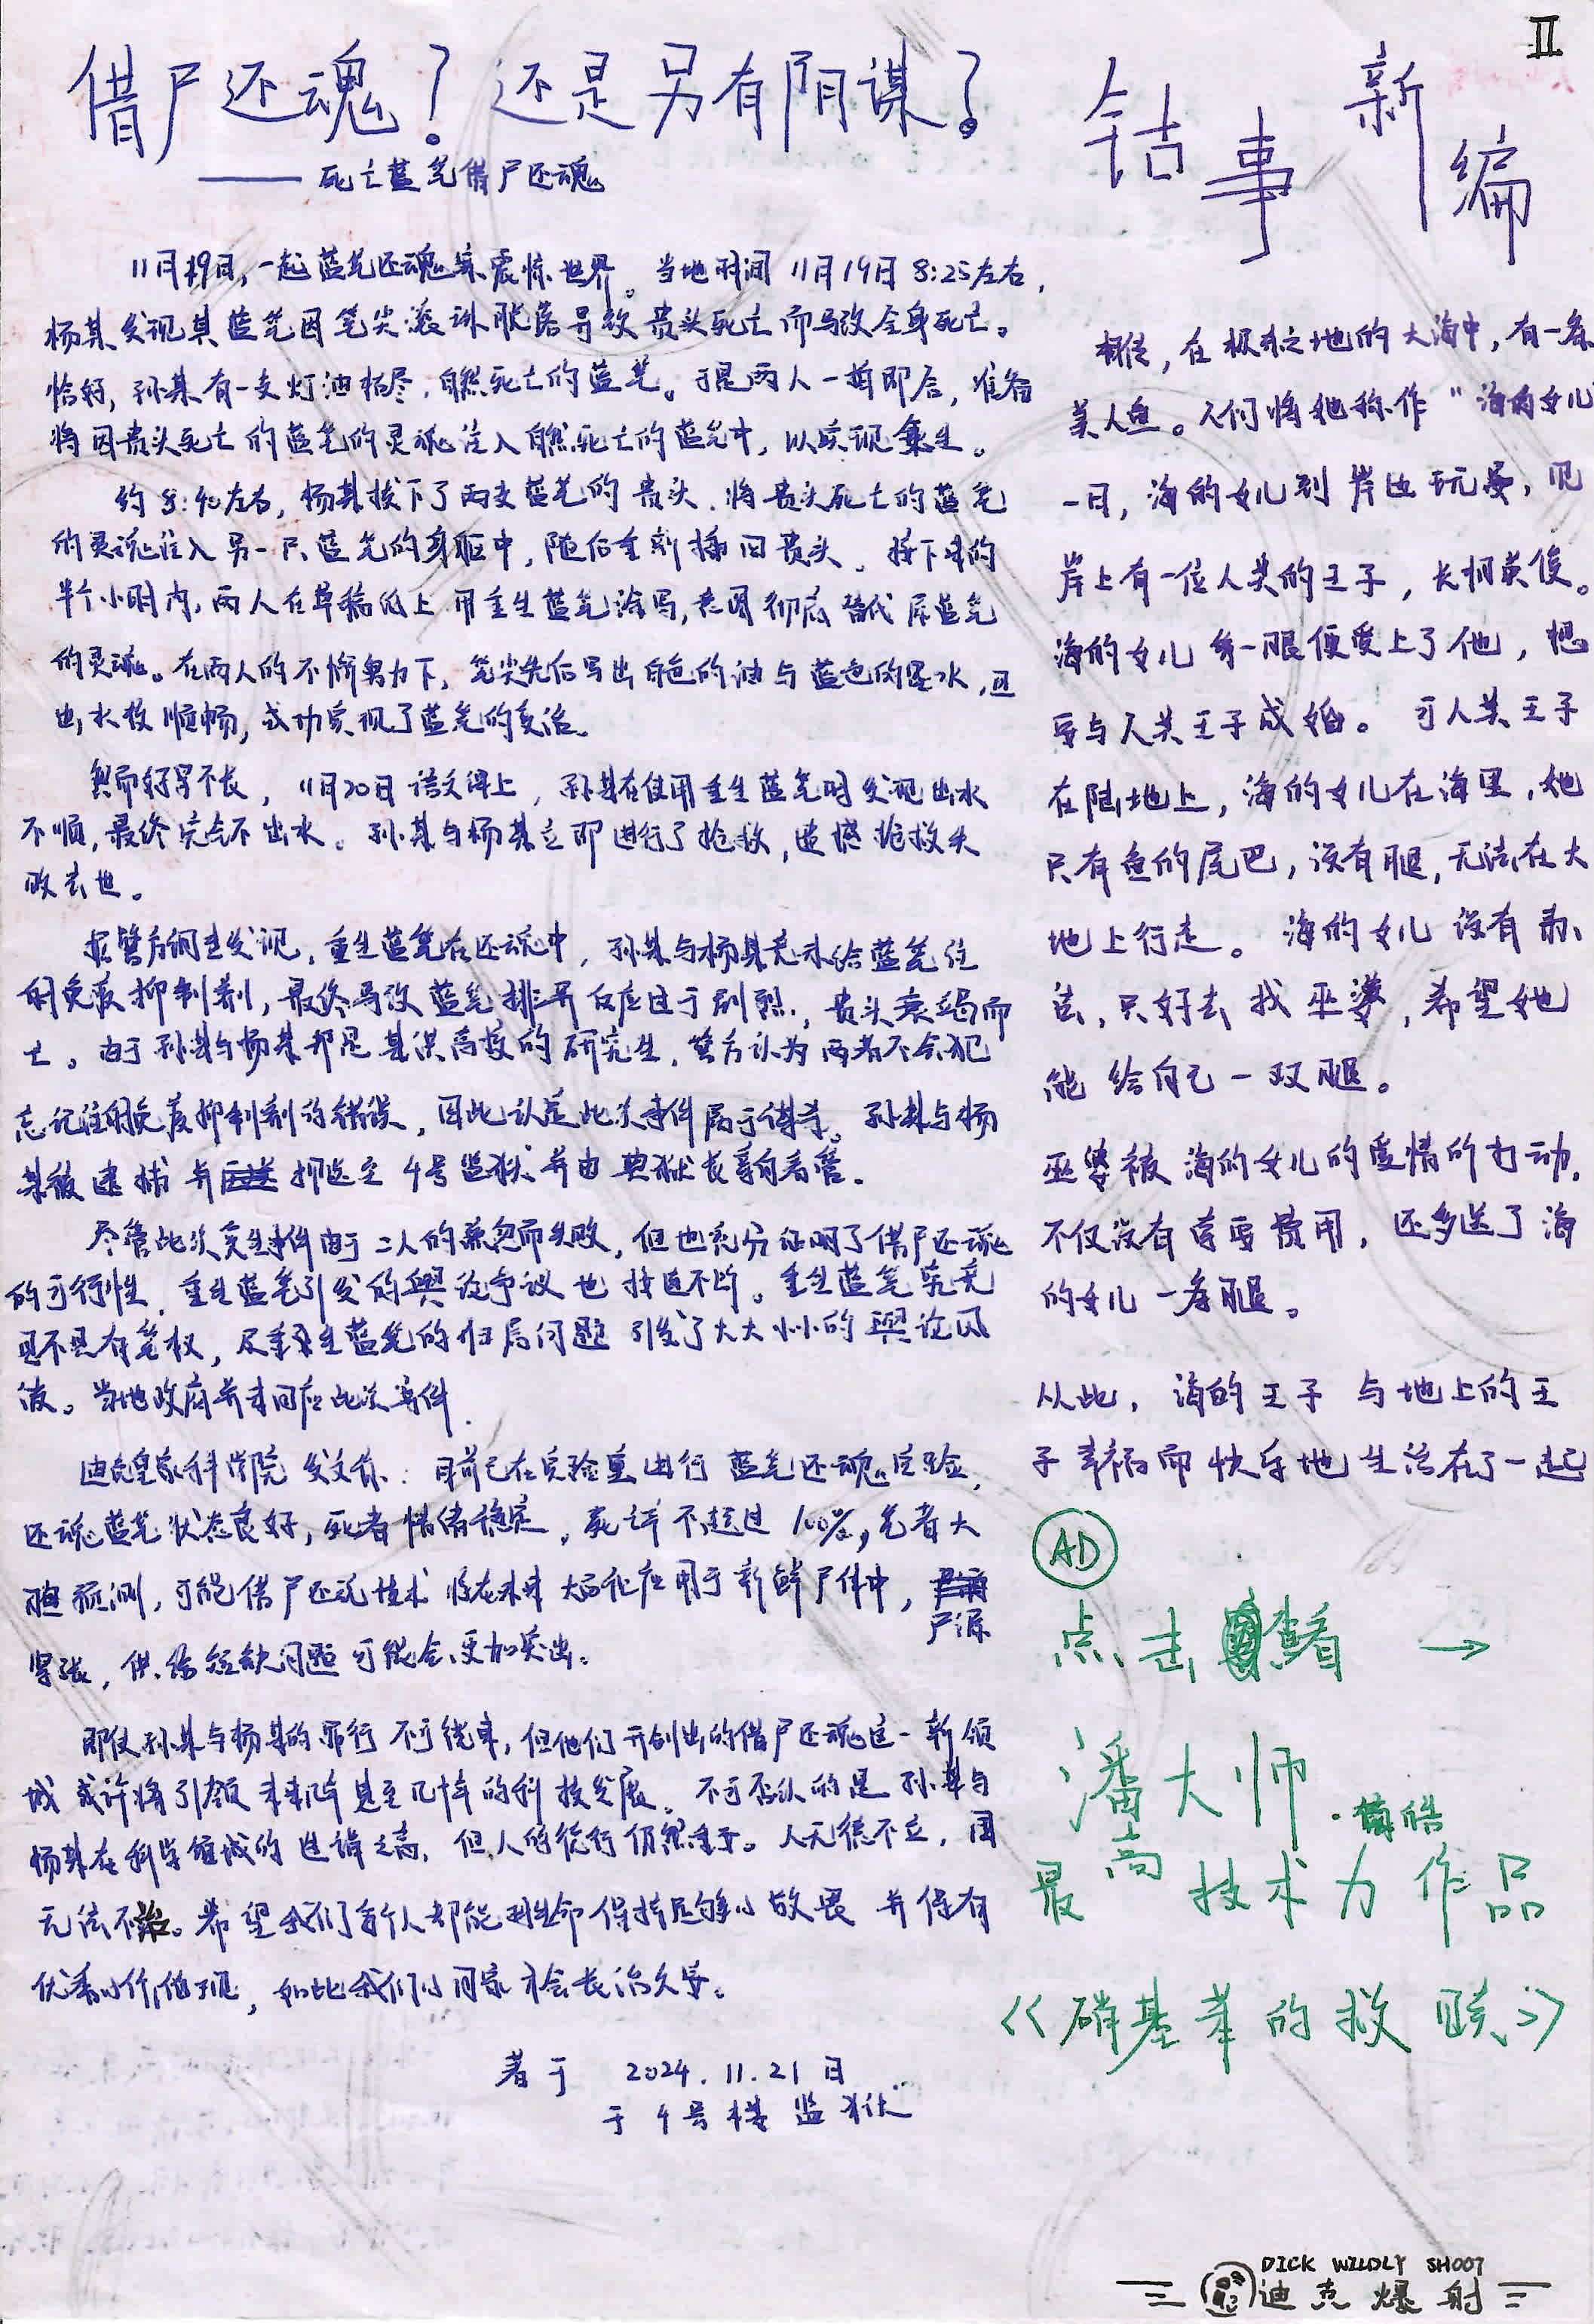 II
借尸还魂？还是另有阴谋？
——死亡蓝笔借尸还魂
11月19日，一起蓝笔还魂案震惊世界。当地时间11月19日8:25左右，
杨某发现其蓝笔因笔尖滚珠脱落导致贵头死亡而导致全身死亡。
恰好，孙某有一支灯油枯尽，自然死亡的蓝笔。于是两人一拍即合，准备
将因贵头死亡的蓝笔的灵魂注入自然死亡的蓝笔中，以实现重生。
约8:40左右，杨某拔下了两支蓝笔的贵头，将贵头死亡的蓝笔
的灵魂注入另一只蓝笔的身躯中，随后重新插回贵头。接下来的
半个小时内，两人在草稿纸上用重生蓝笔涂写，意图彻底替代原蓝笔
的灵魂。在两人的不懈努力下，笔尖先后写出白色的油与蓝色的墨水，且
出水较顺畅，成功实现了蓝笔的复活。
然而好景不长，11月20日语文课上，孙某在使用重生蓝笔时发现出水
不顺，最终完全不出水。孙某与杨某立即进行了抢救，遗憾抢救失
败去世。
据警方调查发现，重生蓝笔在还魂中，孙某与杨某并未给蓝笔注
射免疫抑制剂，最终导致蓝笔排异反应过于剧烈，贵头衰竭而
亡。由于孙某与杨某都是某洪高校的研究生，警方认为两者不会犯
忘记注射免疫抑制剂的错误，因此认定此次事件属于谋杀。孙某与杨
某被逮捕并押送至4号监狱并由典狱长亲自看管。
尽管此次复生事件由于二人的疏忽而失败，但也充分证明了借尸还魂
的可行性，重生蓝笔引发的舆论争议也接连不断。重生蓝笔究竟
具不具有笔权，及重生蓝笔的归属问题引发了大大小小的舆论风
波。当地政府并未回应此次事件。
迪克皇家科学院发文称：目前已在实验室进行蓝笔还魂实验，
还魂蓝笔状态良好，死者情绪稳定，死亡率不超过100%，笔者大
胆预测，可能借尸还魂技术将在未来大面积应用于新鲜尸体中，尸源
紧张，供给短缺问题可能会更加突出。
即使孙某与杨某的罪行不可饶恕，但他们开创出的借尸还魂这一新领
域或许将引领未来几年甚至几十年的科技发展。不可否认的是孙某与
杨某在科学领域的造诣之高，但人的德行仍然重于。人无德不立，国
无法不治。希望我们每个人都能对生命保持足够的敬畏并保有
优秀的价值观，如此我们的国家才会长治久安。
著于 2024.11.21日
于4号楼监狱
钴事新编
相传，在极东之地的大海中，有一条
美人鱼。人们将她称作“海的女儿
一日，海的女儿到岸边玩耍，见
岸上有一位人类的王子，长相英俊。
海的女儿第一眼便爱上了他，想
要与人类王子成婚。可人类王子
在陆地上，海的女儿在海里，她
只有鱼的尾巴，没有腿，无法在大
地上行走。海的女儿没有办
法，只好去找巫婆，希望她
能给自己一双腿。
巫婆被海的女儿的爱情所打动，
不仅没有索要费用，还多送了海
的女儿一条腿。
从此，海的王子与地上的王
子幸福而快乐地生活在了一起
AD
点击查看 →
潘大师·
最高技术力作品
《硝基苯的救赎》
DICK WILDLY SHOOT
迪克爆射